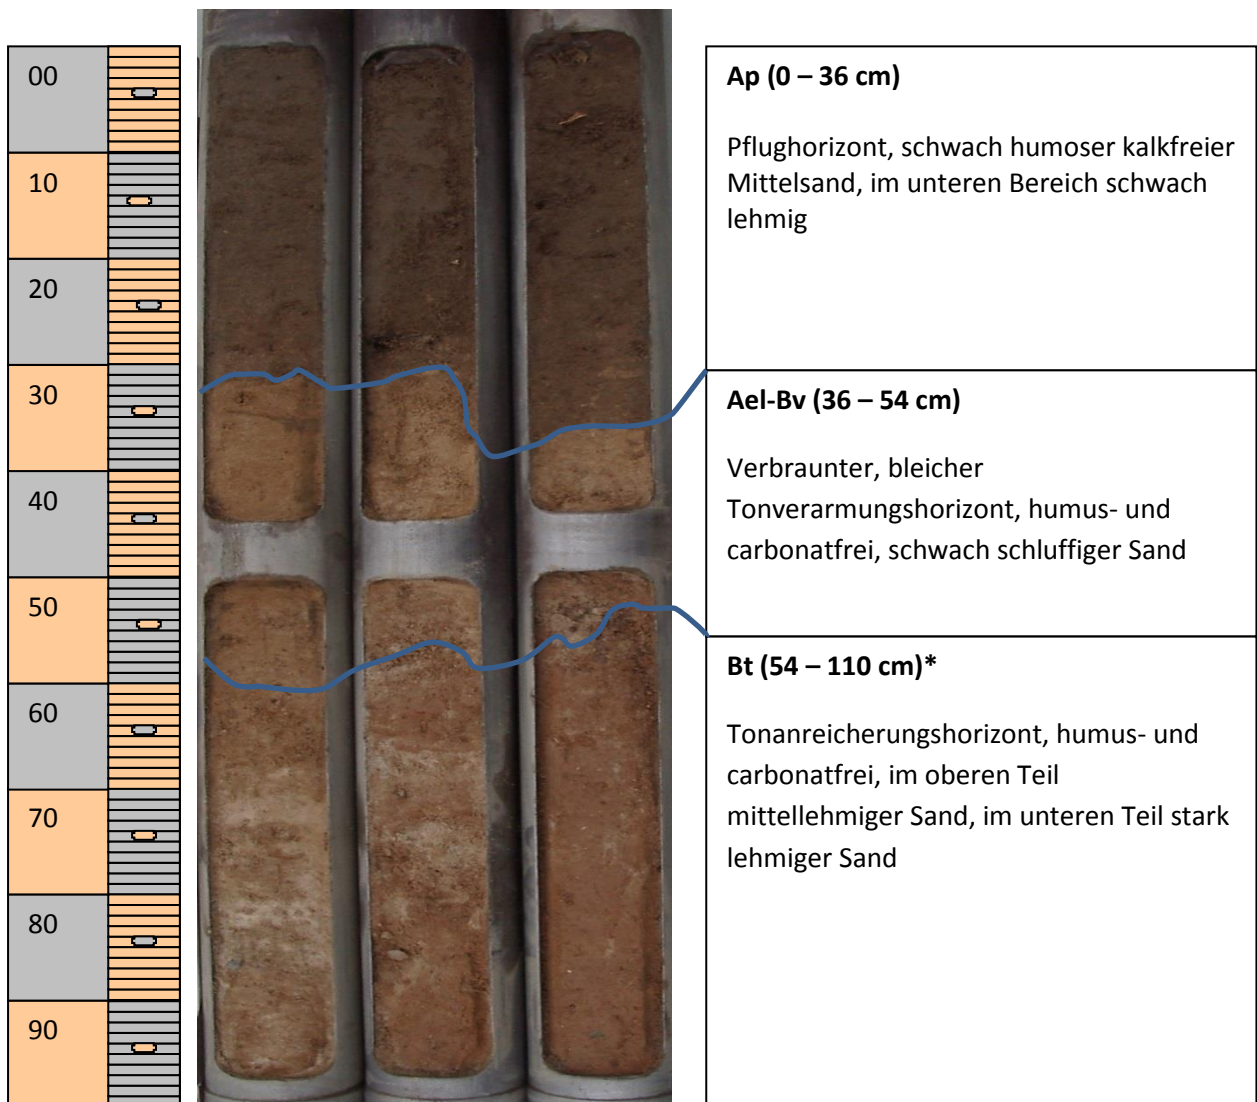 00
10
20
30
40
50
60
70
80
90
Ap (0 – 36 cm)
Pflughorizont, schwach humoser kalkfreier
Mittelsand, im unteren Bereich schwach
lehmig
Ael-Bv (36 – 54 cm)
Verbraunter, bleicher
Tonverarmungshorizont, humus- und
carbonatfrei, schwach schluffiger Sand
Bt (54 – 110 cm)*
Tonanreicherungshorizont, humus- und
carbonatfrei, im oberen Teil
mittellehmiger Sand, im unteren Teil stark
lehmiger Sand